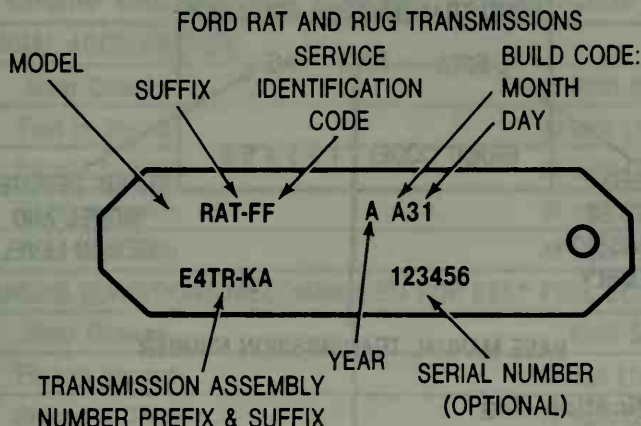 FORD RAT AND RUG TRANSMISSIONS
MODEL
SUFFIX
SERVICE
IDENTIFICATION
CODE
BUILD CODE:
MONTH
DAY
RAT-FF
A A31
E4TR-KA
123456
YEAR
TRANSMISSION ASSEMBLY
NUMBER PREFIX & SUFFIX
SERIAL NUMBER
(OPTIONAL)